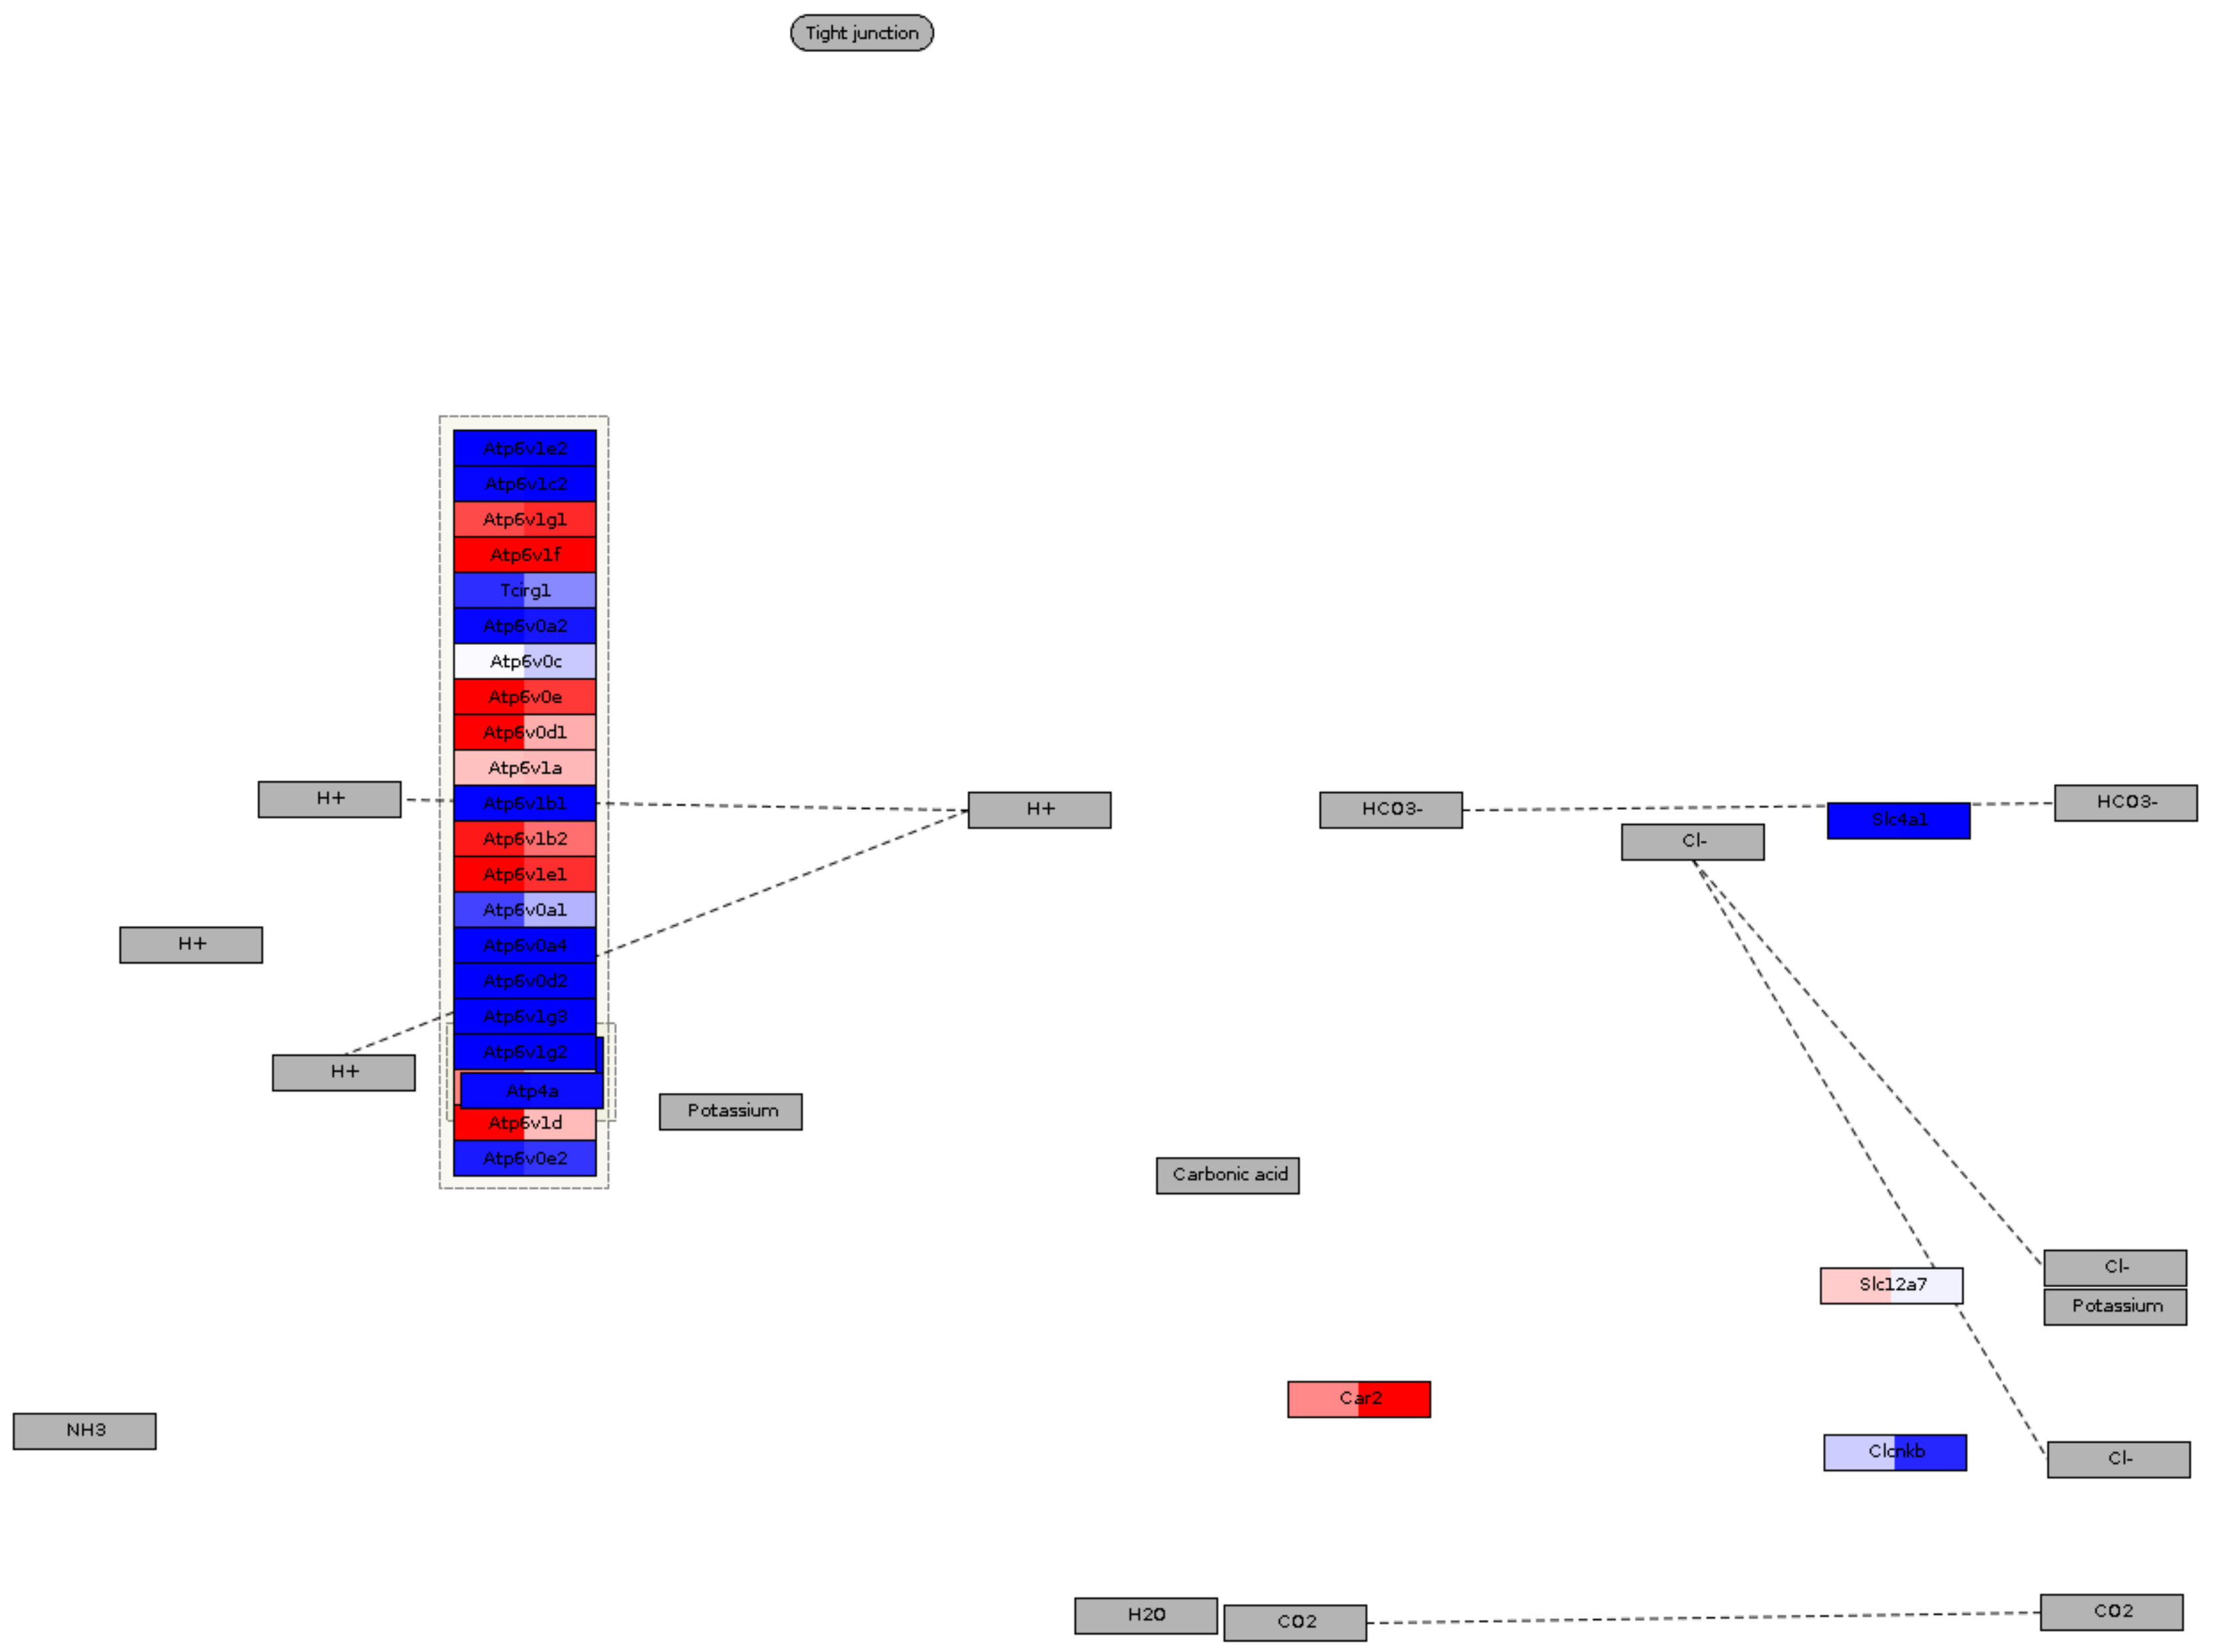 Tight junction
Atp6v1e2
Atp6v1c2
Atp6v1g1
Atp6v1f
Tcirg1
Atp6v0a2
Atp6v0c
Atp6v0e
Atp6v0d1
Atp6v1a
H+
Atp6v1b1
H+
HCO3-
Slc4a1
HCO3-
Cl-
Atp6v1b2
Atp6v1e1
Atp6v0a1
H+
Atp6v0a4
Atp6v0d2
Atp6v1g3
Atp6v1g2
H+
Atp4a
Potassium
Atp6v1d
Atp6v0e2
Carbonic acid
Cl-
Slc12a7
Potassium
Car2
NH3
Clcnkb
Cl-
H2O
CO2
CO2